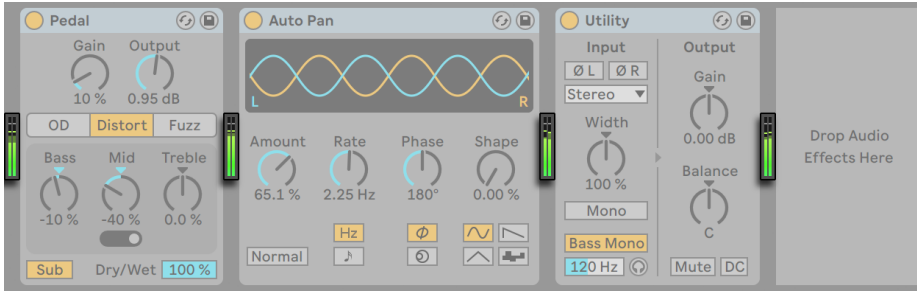 Pedal
Gain Output
10 % 0.95 dB
OD Distort Fuzz
Bass Mid Treble
-10 % -40 % 0.0 %
Sub Dry/Wet 100 %
Auto Pan
L R
Amount Rate Phase Shape
65.1 % 2.25 Hz 180° 0.00 %
Hz
Normal
Utility
Input
Ø L Ø R
Stereo
Width
100 %
Mono
Bass Mono
120 Hz
Output
Gain
0.00 dB
Balance
C
Mute DC
Drop Audio
Effects Here